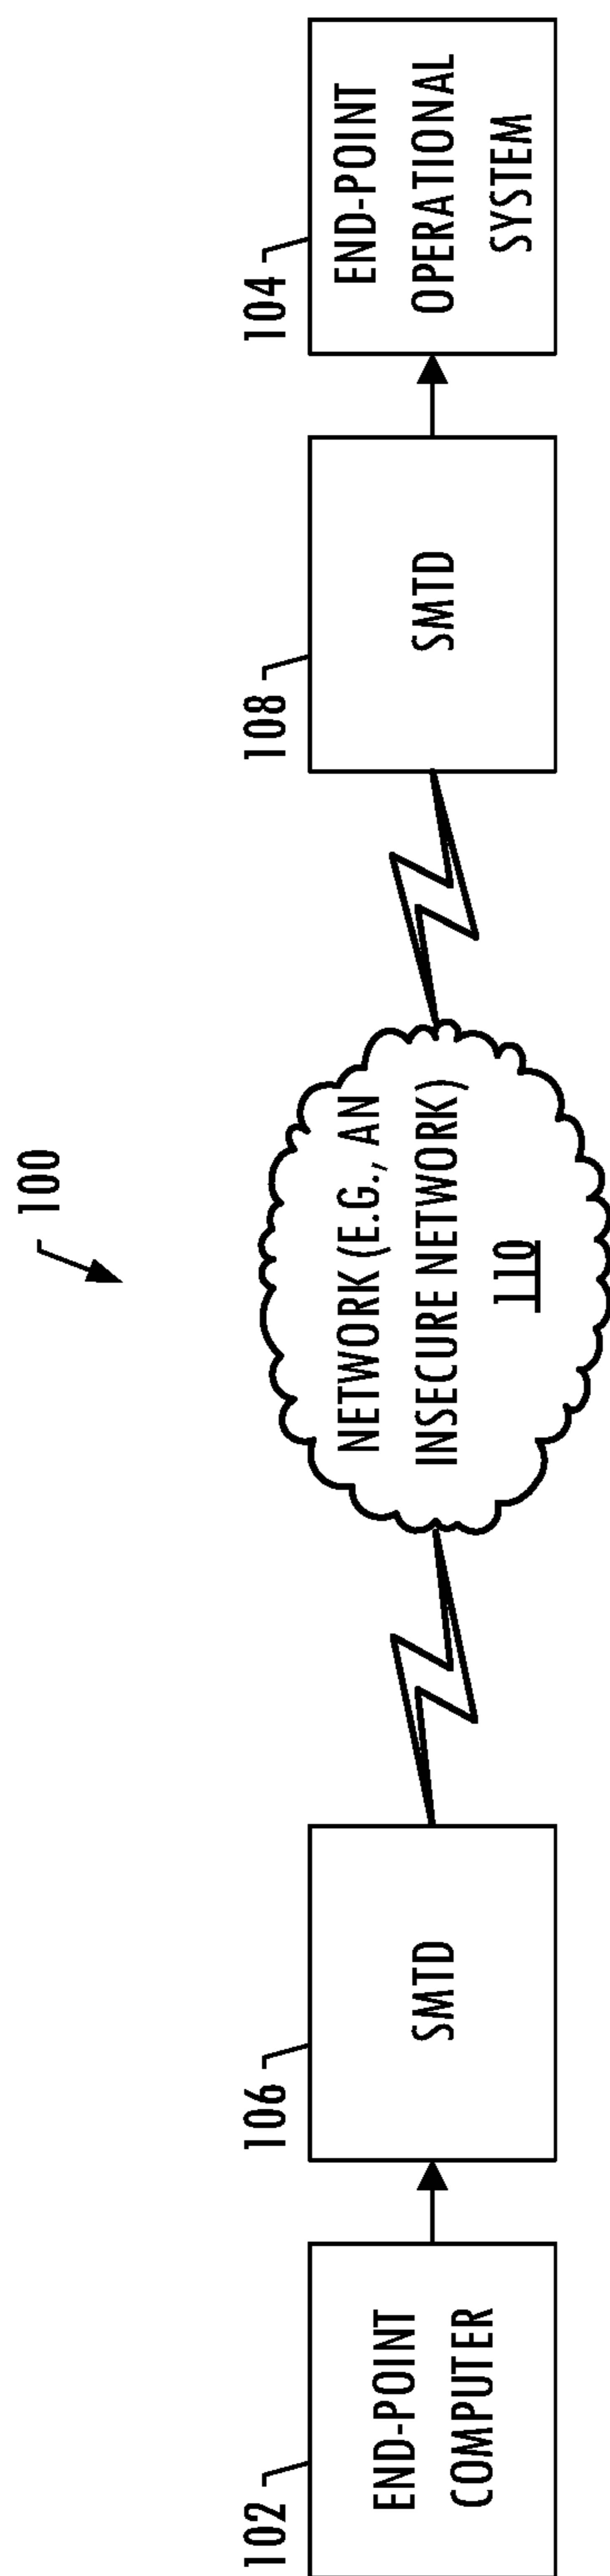 100
102
END-POINT
COMPUTER
106
SMTD
NETWORK (E.G., AN
INSECURE NETWORK)
110
108
SMTD
104
END-POINT
OPERATIONAL
SYSTEM